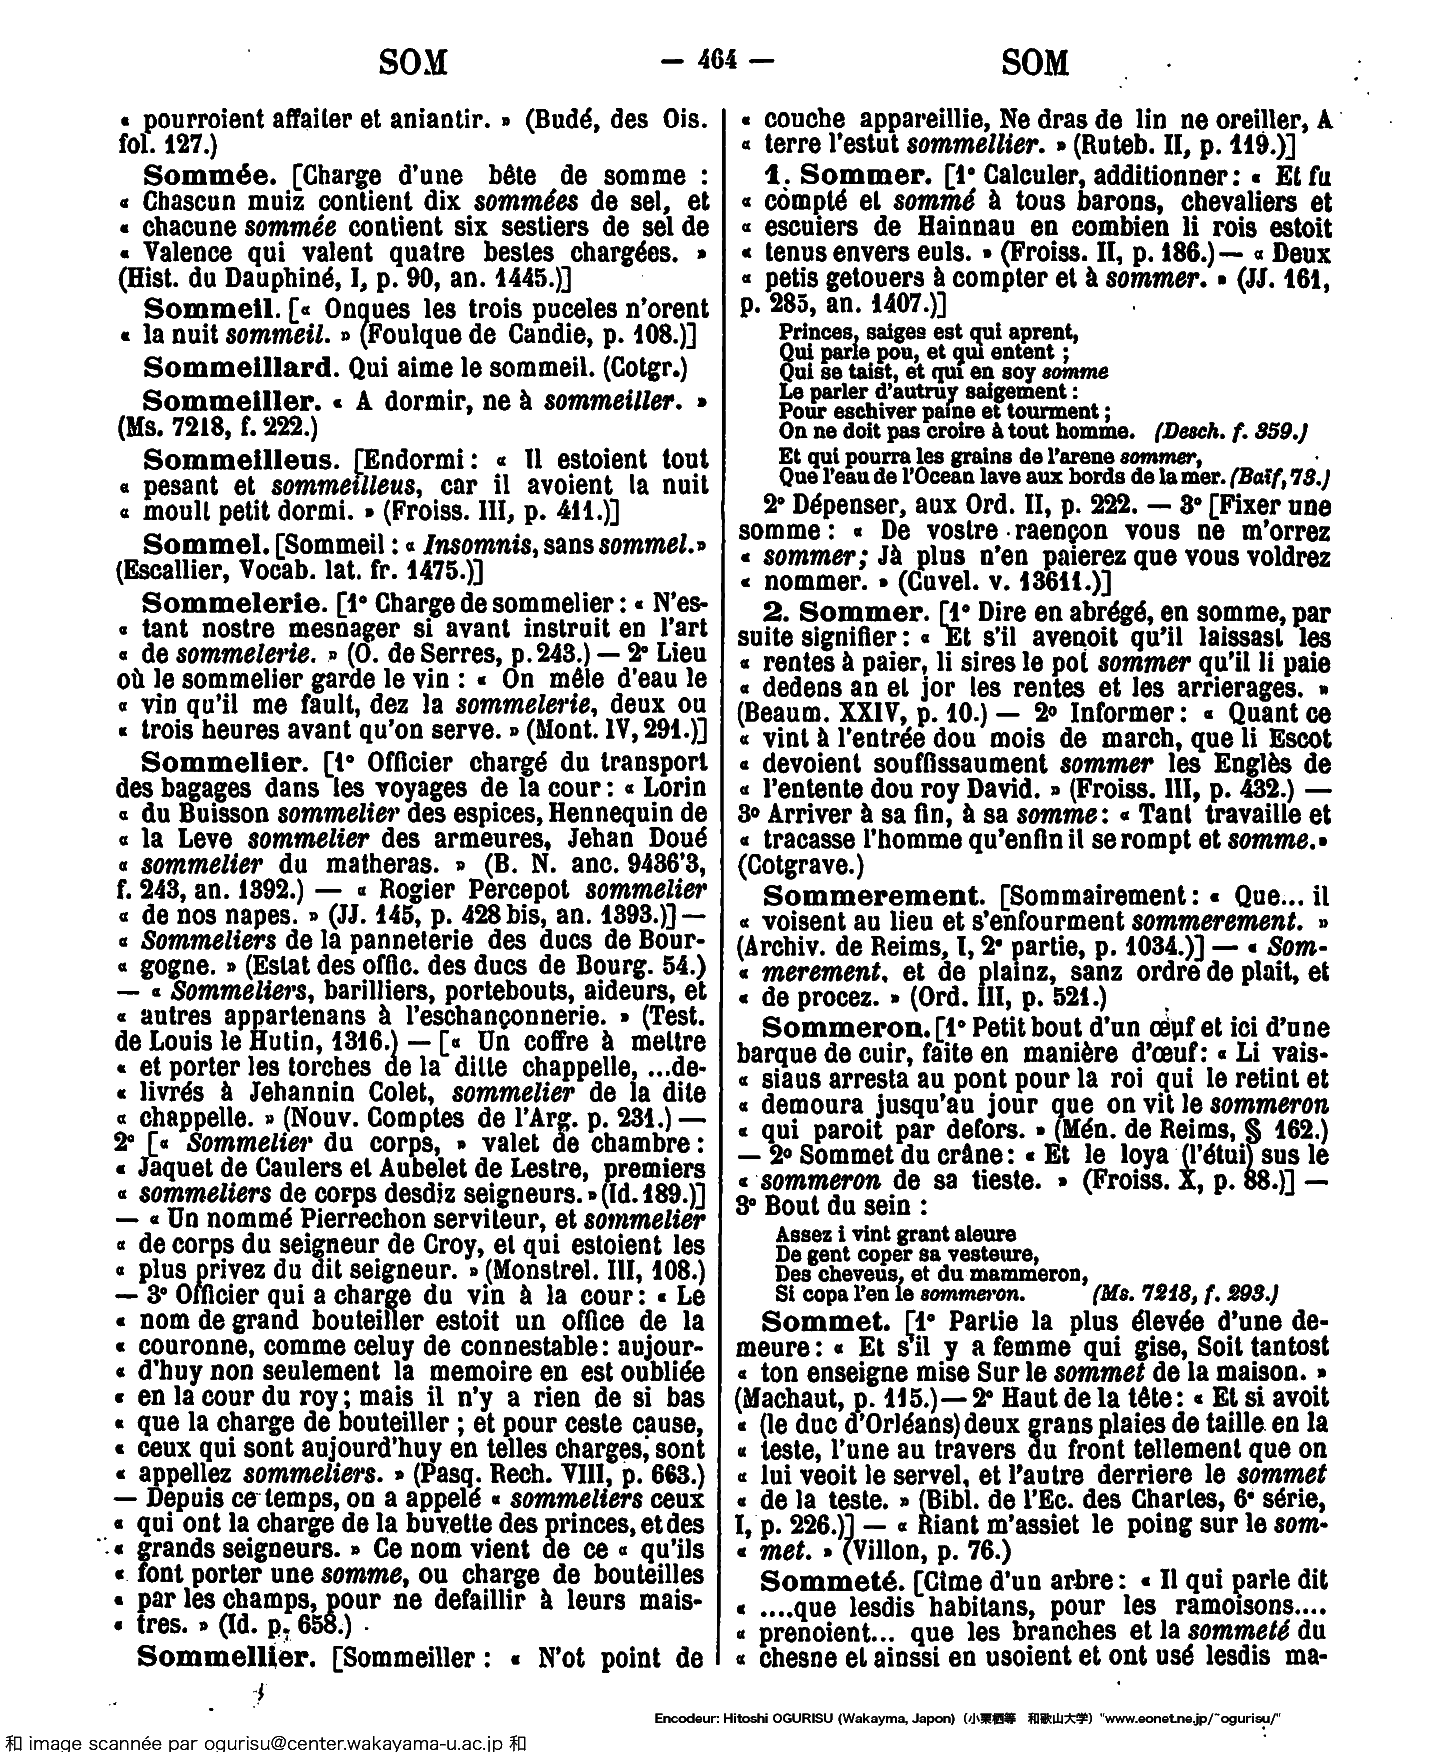 SOM — 464 — SOM
« pourroient affaiter et aniantir. » (Budé, des Ois.
fol. 127.)
Sommée. [Charge d'une bête de somme :
« Chascun muiz contient dix sommées de sel, et
« chacune sommée contient six sestiers de sel de
« Valence qui valent quatre bestes chargées. »
(Hist. du Dauphiné, I, p. 90, an. 1445.)]
Sommeil. [« Onques les trois puceles n'orent
« la nuit sommeil. » (Foulque de Candie, p. 108.)]
Sommeillard. Qui aime le sommeil. (Cotgr.)
Sommeiller. « A dormir, ne à sommeiller. »
(Ms. 7218, f. 222.)
Sommeilleus. [Endormi : « Il estoient tout
« pesant et sommeilleus, car il avoient la nuit
« moult petit dormi. » (Froiss. III, p. 411.)]
Sommel. [Sommeil : « Insomnis, sans sommel. »
(Escallier, Vocab. lat. fr. 1475.)]
Sommelerie. [1° Charge de sommelier : « N'es-
« tant nostre mesnager si avant instruit en l'art
« de sommelerie. » (O. de Serres, p. 243.) — 2° Lieu
où le sommelier garde le vin : « On mêle d'eau le
« vin qu'il me fault, dez la sommelerie, deux ou
« trois heures avant qu'on serve. » (Mont. IV, 291.)]
Sommelier. [1° Officier chargé du transport
des bagages dans les voyages de la cour : « Lorin
« du Buisson sommelier des espices, Hennequin de
« la Leve sommelier des armeures, Jehan Doué
« sommelier du matheras. » (B. N. anc. 9436'3,
f. 243, an. 1392.) — « Rogier Percepot sommelier
« de nos napes. » (JJ. 145, p. 428 bis, an. 1393.)] —
« Sommeliers de la panneterie des ducs de Bour-
« gogne. » (Estat des offic. des ducs de Bourg. 54.)
— « Sommeliers, barilliers, portebouts, aideurs, et
« autres appartenans à l'eschançonnerie. » (Test.
de Louis le Hutin, 1316.) — [« Un coffre à mettre
« et porter les torches de la ditte chappelle, ...de-
« livrés à Jehannin Colet, sommelier de la dite
« chappelle. » (Nouv. Comptes de l'Arg. p. 231.) —
2° [« Sommelier du corps, » valet de chambre :
« Jaquet de Caulers et Aubelet de Lestre, premiers
« sommeliers de corps desdiz seigneurs. » (Id. 189.)]
— « Un nommé Pierrechon serviteur, et sommelier
« de corps du seigneur de Croy, et qui estoient les
« plus privez du dit seigneur. » (Monstrel. III, 108.)
— 3° Officier qui a charge du vin à la cour : « Le
« nom de grand bouteiller estoit un office de la
« couronne, comme celuy de connestable : aujour-
« d'huy non seulement la memoire en est oubliée
« en la cour du roy ; mais il n'y a rien de si bas
« que la charge de bouteiller ; et pour ceste cause,
« ceux qui sont aujourd'huy en telles charges, sont
« appellez sommeliers. » (Pasq. Rech. VIII, p. 663.)
— Depuis ce temps, on a appelé « sommeliers ceux
« qui ont la charge de la buvette des princes, et des
« grands seigneurs. » Ce nom vient de ce « qu'ils
« font porter une somme, ou charge de bouteilles
« par les champs, pour ne defaillir à leurs mais-
« tres. » (Id. p. 658.)
Sommellier. [Sommeiller : « N'ot point de
« couche appareillie, Ne dras de lin ne oreiller, A
« terre l'estut sommellier. » (Ruteb. II, p. 119.)]
1. Sommer. [1° Calculer, additionner : « Et fu
« compté et sommé à tous barons, chevaliers et
« escuiers de Hainnau en combien li rois estoit
« tenus envers euls. » (Froiss. II, p. 186.) — « Deux
« petis getouers à compter et à sommer. » (JJ. 161,
p. 285, an. 1407.)]
Princes, saiges est qui aprent,
Qui parle pou, et qui entent ;
Qui se taist, et qui en soy somme
Le parler d'autruy saigement :
Pour eschiver paine et tourment ;
On ne doit pas croire à tout homme. (Desch. f. 359.)
Et qui pourra les grains de l'arene sommer,
Que l'eau de l'Ocean lave aux bords de la mer. (Baïf, 73.)
2° Dépenser, aux Ord. II, p. 222. — 3° [Fixer une
somme : « De vostre raençon vous ne m'orrez
« sommer ; Jà plus n'en paierez que vous voldrez
« nommer. » (Cuvel. v. 13611.)]
2. Sommer. [1° Dire en abrégé, en somme, par
suite signifier : « Et s'il avenoit qu'il laissast les
« rentes à paier, li sires le pot sommer qu'il li paie
« dedens an et jor les rentes et les arrierages. »
(Beaum. XXIV, p. 10.) — 2° Informer : « Quant ce
« vint à l'entrée dou mois de march, que li Escot
« devoient souffissaument sommer les Englès de
« l'entente dou roy David. » (Froiss. III, p. 432.) —
3° Arriver à sa fin, à sa somme : « Tant travaille et
« tracasse l'homme qu'enfin il se rompt et somme. »
(Cotgrave.)
Sommerement. [Sommairement : « Que... il
« voisent au lieu et s'enfourment sommerement. »
(Archiv. de Reims, I, 2e partie, p. 1034.)] — « Som-
« merement, et de plainz, sanz ordre de plait, et
« de procez. » (Ord. III, p. 521.)
Sommeron. [1° Petit bout d'un œuf et ici d'une
barque de cuir, faite en manière d'œuf : « Li vais-
« siaus arresta au pont pour la roi qui le retint et
« demoura jusqu'au jour que on vit le sommeron
« qui paroit par defors. » (Mén. de Reims, § 162.)
— 2° Sommet du crâne : « Et le loya (l'étui) sus le
« sommeron de sa tieste. » (Froiss. X, p. 88.)] —
3° Bout du sein :
Assez i vint grant aleure
De gent coper sa vesteure,
Des cheveus, et du mammeron,
Si copa l'en le sommeron. (Ms. 7218, f. 293.)
Sommet. [1° Partie la plus élevée d'une de-
meure : « Et s'il y a femme qui gise, Soit tantost
« ton enseigne mise Sur le sommet de la maison. »
(Machaut, p. 115.) — 2° Haut de la tête : « Et si avoit
« (le duc d'Orléans) deux grans plaies de taille en la
« teste, l'une au travers du front tellement que on
« lui veoit le servel, et l'autre derriere le sommet
« de la teste. » (Bibl. de l'Ec. des Chartes, 6e série,
I, p. 226.)] — « Riant m'assiet le poing sur le som-
« met. » (Villon, p. 76.)
Sommeté. [Cime d'un arbre : « Il qui parle dit
« ....que lesdis habitans, pour les ramoisons....
« prenoient... que les branches et la sommeté du
« chesne et ainssi en usoient et ont usé lesdis ma-
Encodeur: Hitoshi OGURISU (Wakayma, Japon) (小栗栖等 和歌山大学) "www.eonet.ne.jp/~ogurisu/"
和 image scannée par ogurisu@center.wakayama-u.ac.jp 和